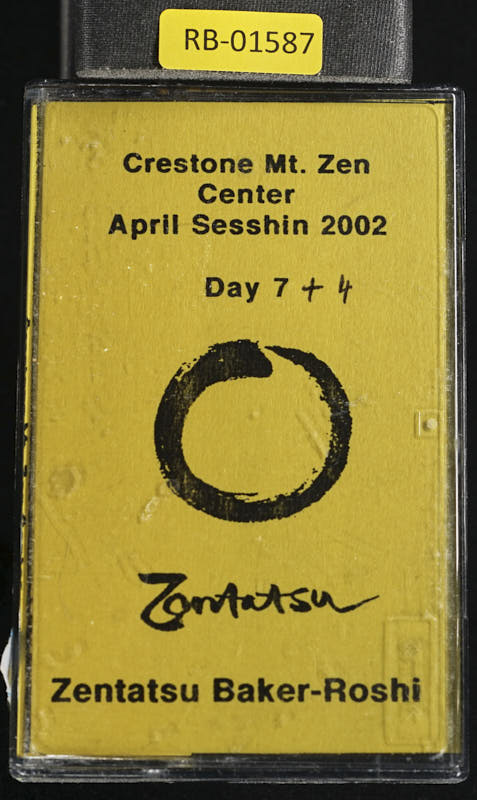 RB-01587
Crestone Mt. Zen
Center
April Sesshin 2002
Day 7 + 4
Zentatsu
Zentatsu Baker-Roshi